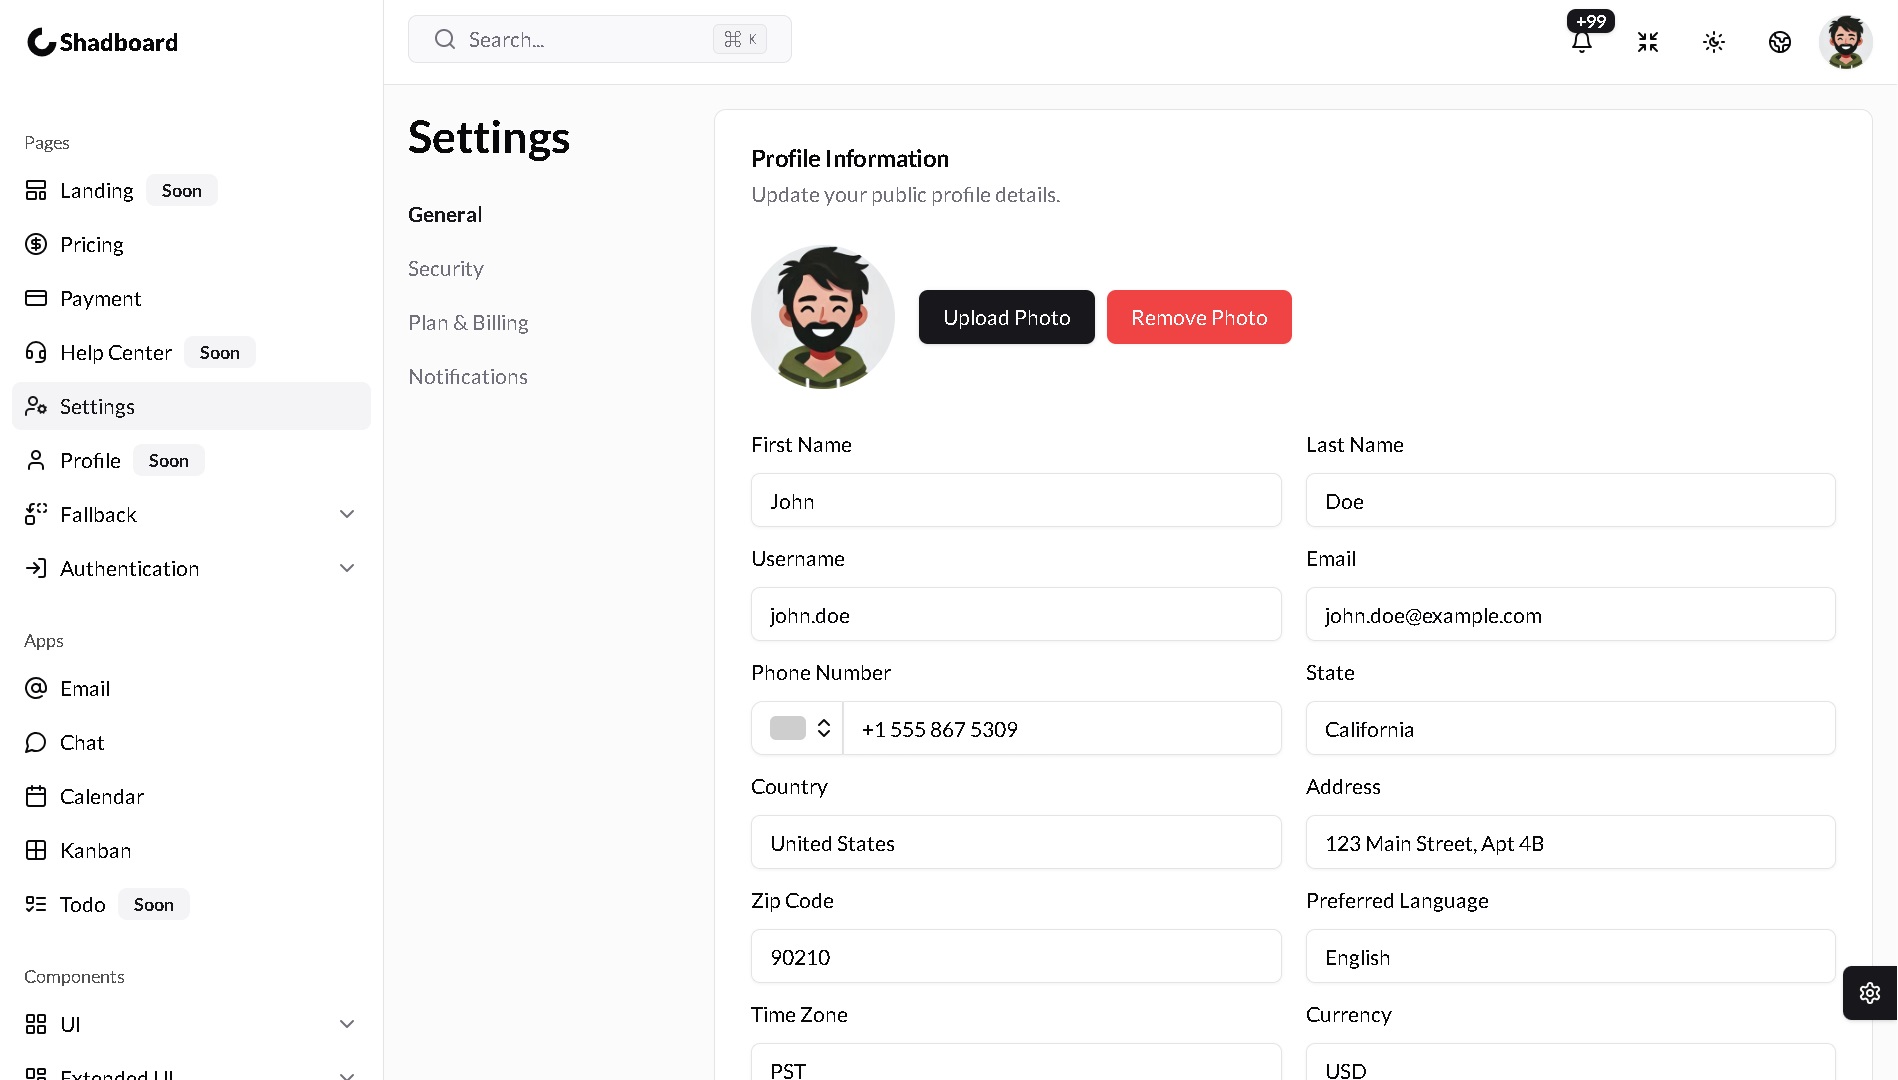 Shadboard
Search...
⌘ K
+99
Pages
Landing Soon
Pricing
Payment
Help Center Soon
Settings
Profile Soon
Fallback
Authentication
Apps
Email
Chat
Calendar
Kanban
Todo Soon
Components
UI
Extended UI
Settings
General
Security
Plan & Billing
Notifications
Profile Information
Update your public profile details.
Upload Photo Remove Photo
First Name
John
Last Name
Doe
Username
john.doe
Email
john.doe@example.com
Phone Number
+1 555 867 5309
State
California
Country
United States
Address
123 Main Street, Apt 4B
Zip Code
90210
Preferred Language
English
Time Zone
PST
Currency
USD